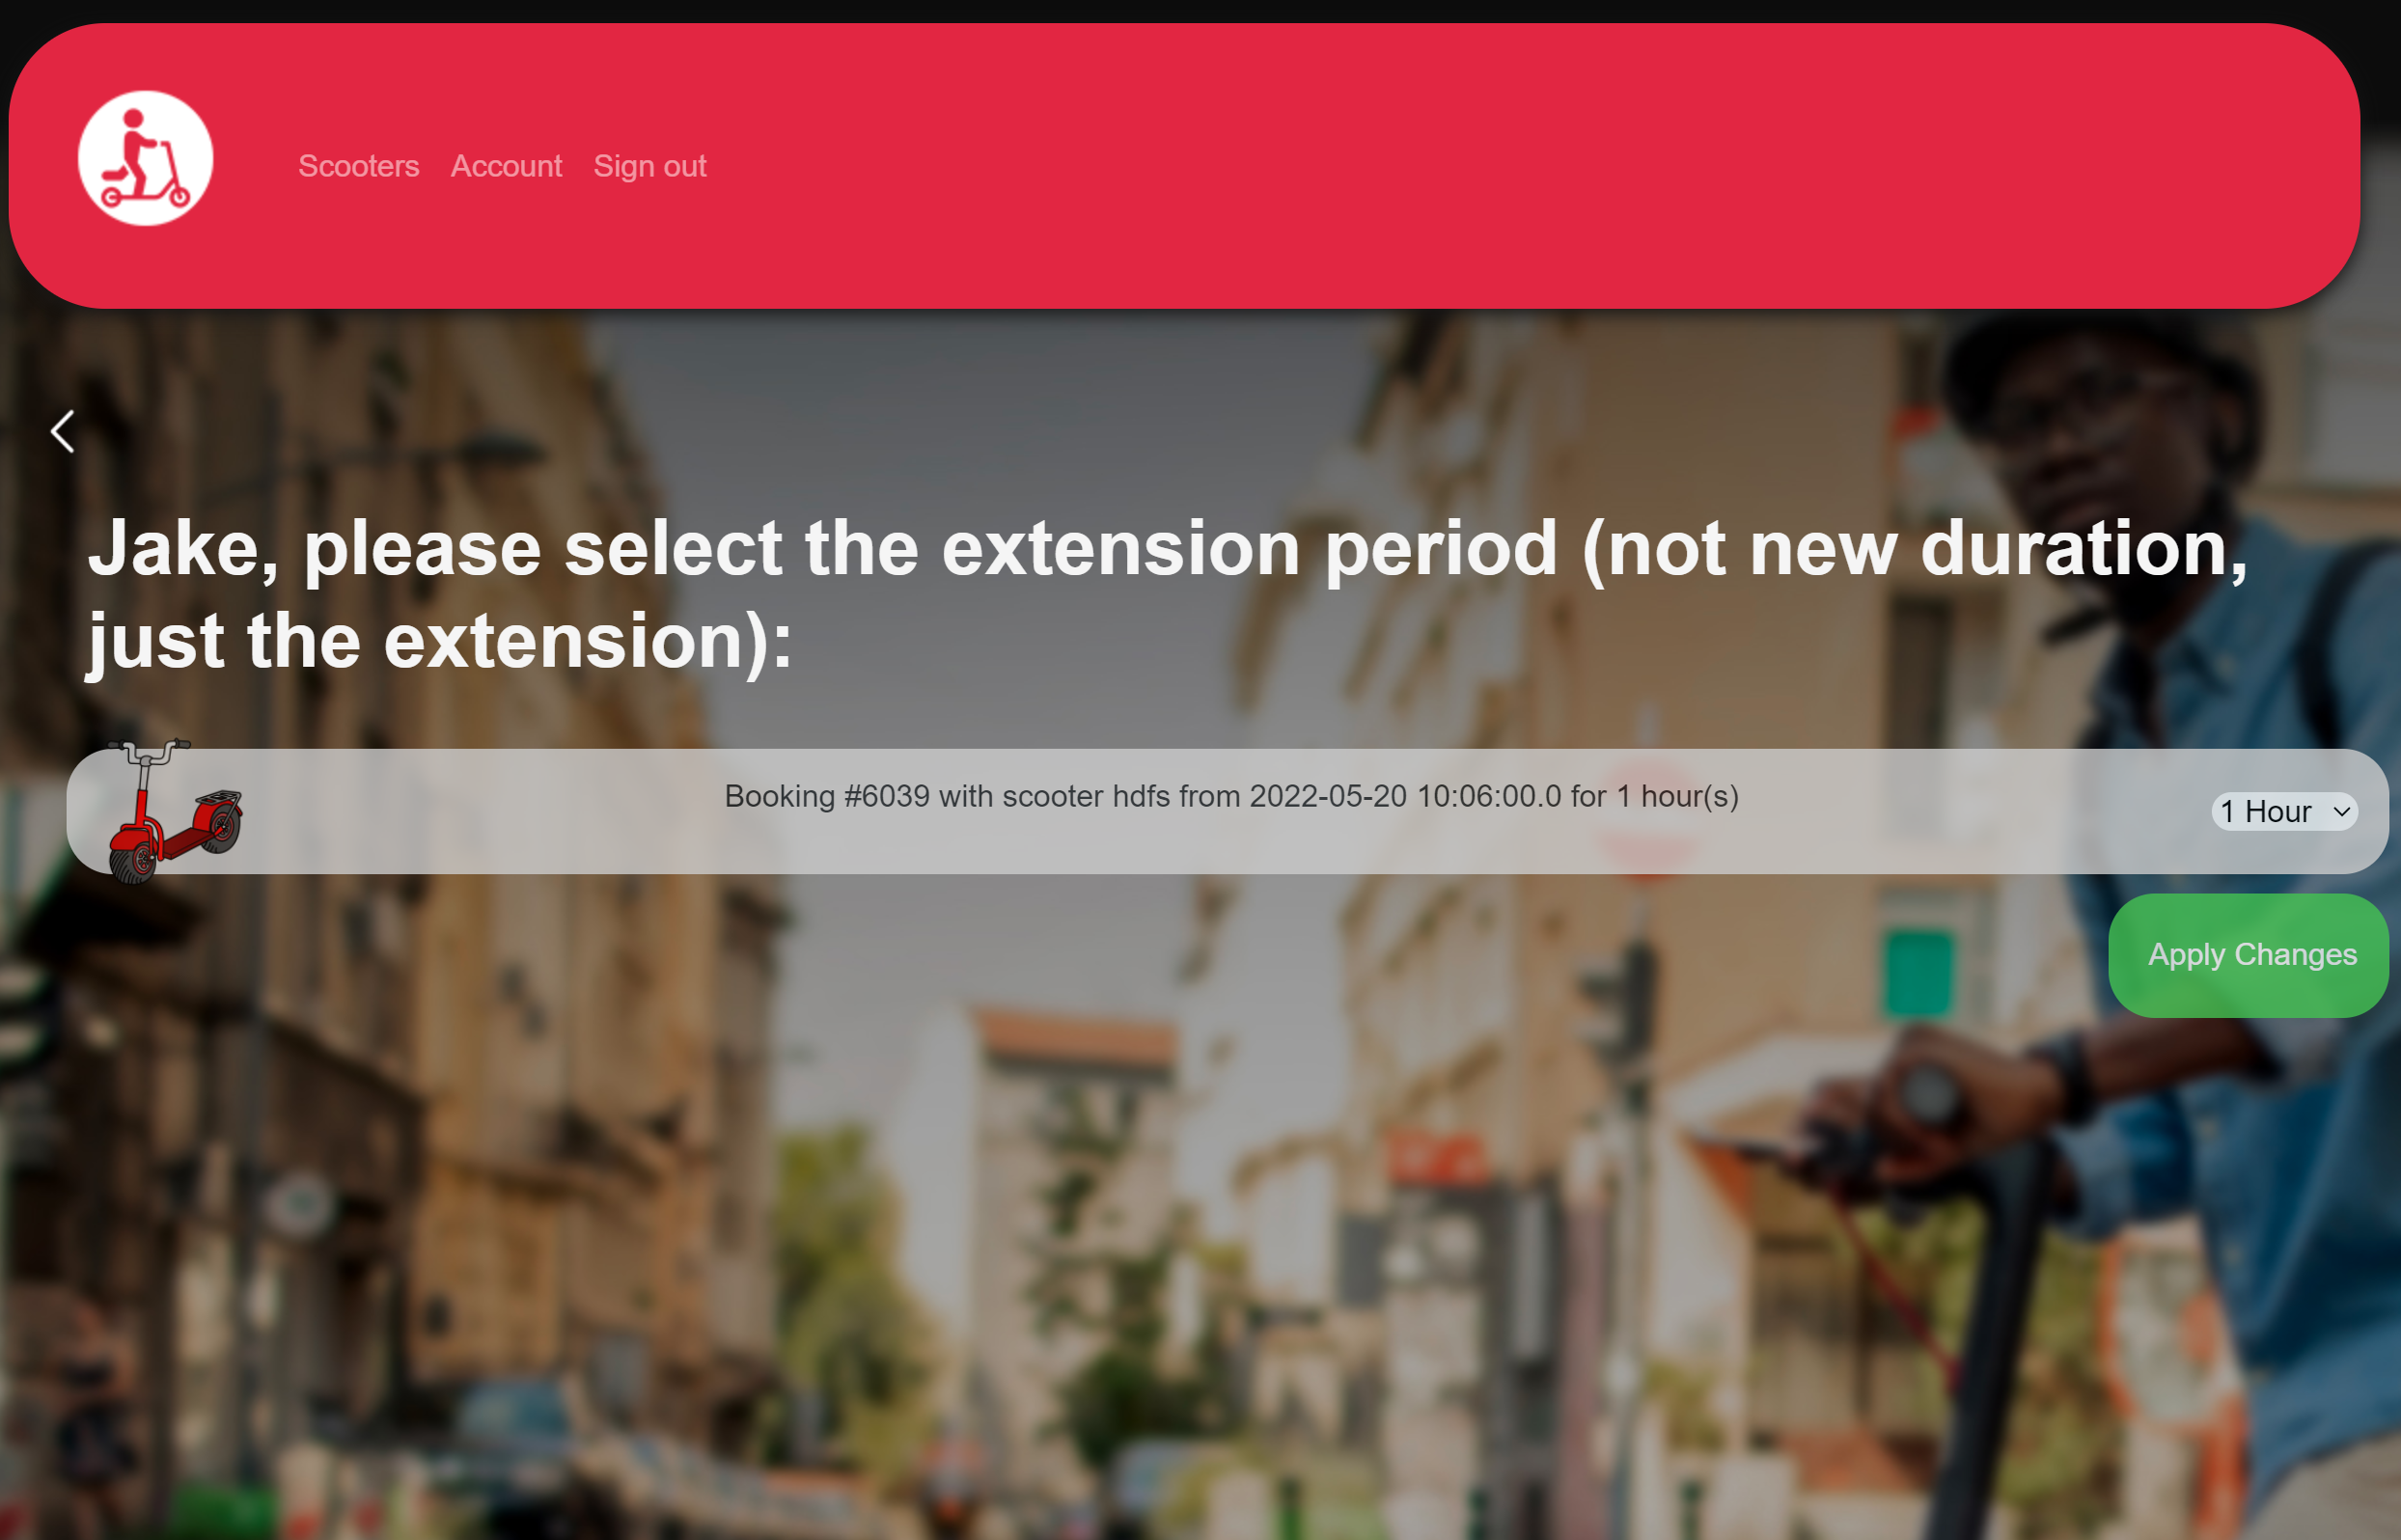 Scooters Account Sign out
Jake, please select the extension period (not new duration,
just the extension):
Booking #6039 with scooter hdfs from 2022-05-20 10:06:00.0 for 1 hour(s)
1 Hour
Apply Changes